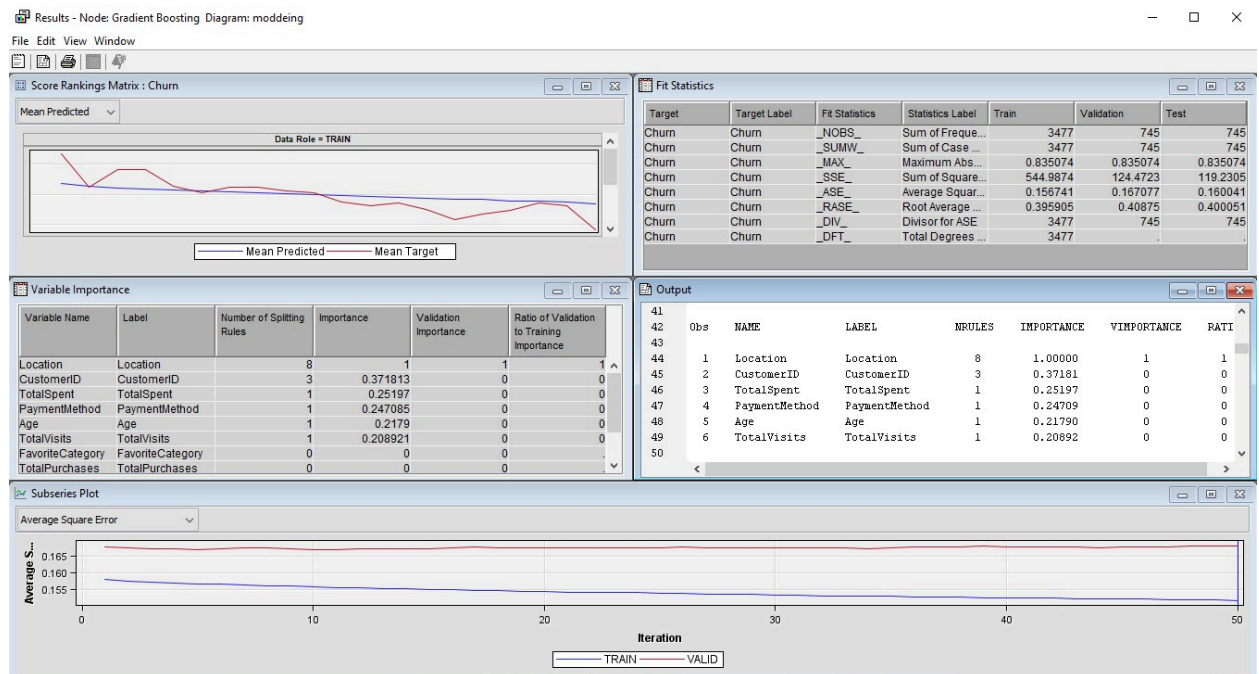 Results - Node: Gradient Boosting Diagram: moddeing
File Edit View Window
Score Rankings Matrix : Churn
Mean Predicted
Data Role = TRAIN
Mean Predicted Mean Target
Fit Statistics
Target Target Label Fit Statistics Statistics Label Train Validation Test
Churn Churn _NOBS_ Sum of Freque... 3477 745 745
Churn Churn _SUMW_ Sum of Case ... 3477 745 745
Churn Churn _MAX_ Maximum Abs... 0.835074 0.835074 0.835074
Churn Churn _SSE_ Sum of Square... 544.9874 124.4723 119.2305
Churn Churn _ASE_ Average Squar... 0.156741 0.167077 0.160041
Churn Churn _RASE_ Root Average ... 0.395905 0.40875 0.400051
Churn Churn _DIV_ Divisor for ASE 3477 745 745
Churn Churn _DFT_ Total Degrees ... 3477 . .
Variable Importance
Variable Name Label Number of Splitting Rules Importance Validation Importance Ratio of Validation to Training Importance
Location Location 8 1 1 1
CustomerID CustomerID 3 0.371813 0 0
TotalSpent TotalSpent 1 0.25197 0 0
PaymentMethod PaymentMethod 1 0.247085 0 0
Age Age 1 0.2179 0 0
TotalVisits TotalVisits 1 0.208921 0 0
FavoriteCategory FavoriteCategory 0 0 0 .
TotalPurchases TotalPurchases 0 0 0 .
Output
41
42 Obs NAME LABEL NRULES IMPORTANCE VIMPORTANCE RATI
43
44 1 Location Location 8 1.00000 1 1
45 2 CustomerID CustomerID 3 0.37181 0 0
46 3 TotalSpent TotalSpent 1 0.25197 0 0
47 4 PaymentMethod PaymentMethod 1 0.24709 0 0
48 5 Age Age 1 0.21790 0 0
49 6 TotalVisits TotalVisits 1 0.20892 0 0
50
Subseries Plot
Average Square Error
Average S...
0.165
0.160
0.155
0 10 20 30 40 50
Iteration
TRAIN VALID